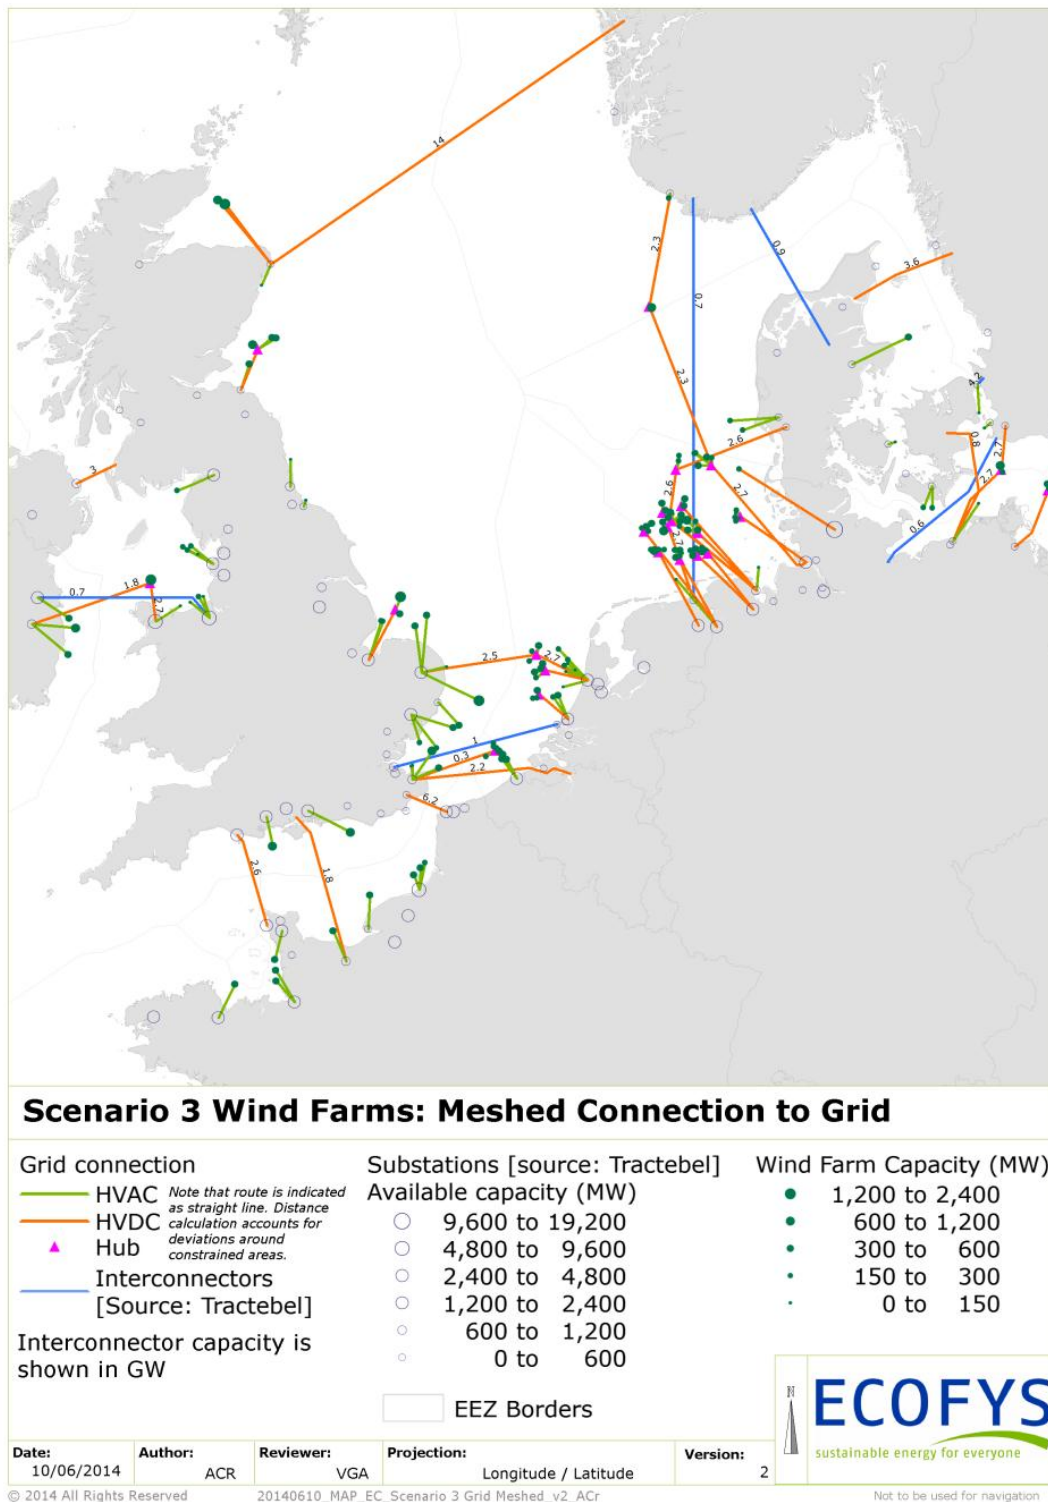 14
2.3
0.7
0.9
3.6
2.3
4.2
2.6
0.8
2.7
2.7
2.7
2.6
3
2.7
0.6
1.8
0.7
2.7
2.5
2.7
1
0.3
2.2
6.2
2.6
1.8
Scenario 3 Wind Farms: Meshed Connection to Grid
Grid connection
HVAC
HVDC
Hub
Note that route is indicated
as straight line. Distance
calculation accounts for
deviations around
constrained areas.
Interconnectors
[Source: Tractebel]
Interconnector capacity is
shown in GW
Substations [source: Tractebel]
Available capacity (MW)
9,600 to 19,200
4,800 to 9,600
2,400 to 4,800
1,200 to 2,400
600 to 1,200
0 to 600
EEZ Borders
Wind Farm Capacity (MW)
1,200 to 2,400
600 to 1,200
300 to 600
150 to 300
0 to 150
N
ECOFYS
sustainable energy for everyone
Date:
10/06/2014
Author:
ACR
Reviewer:
VGA
Projection:
Longitude / Latitude
Version:
2
© 2014 All Rights Reserved
20140610_MAP_EC_Scenario 3 Grid Meshed_v2_ACr
Not to be used for navigation